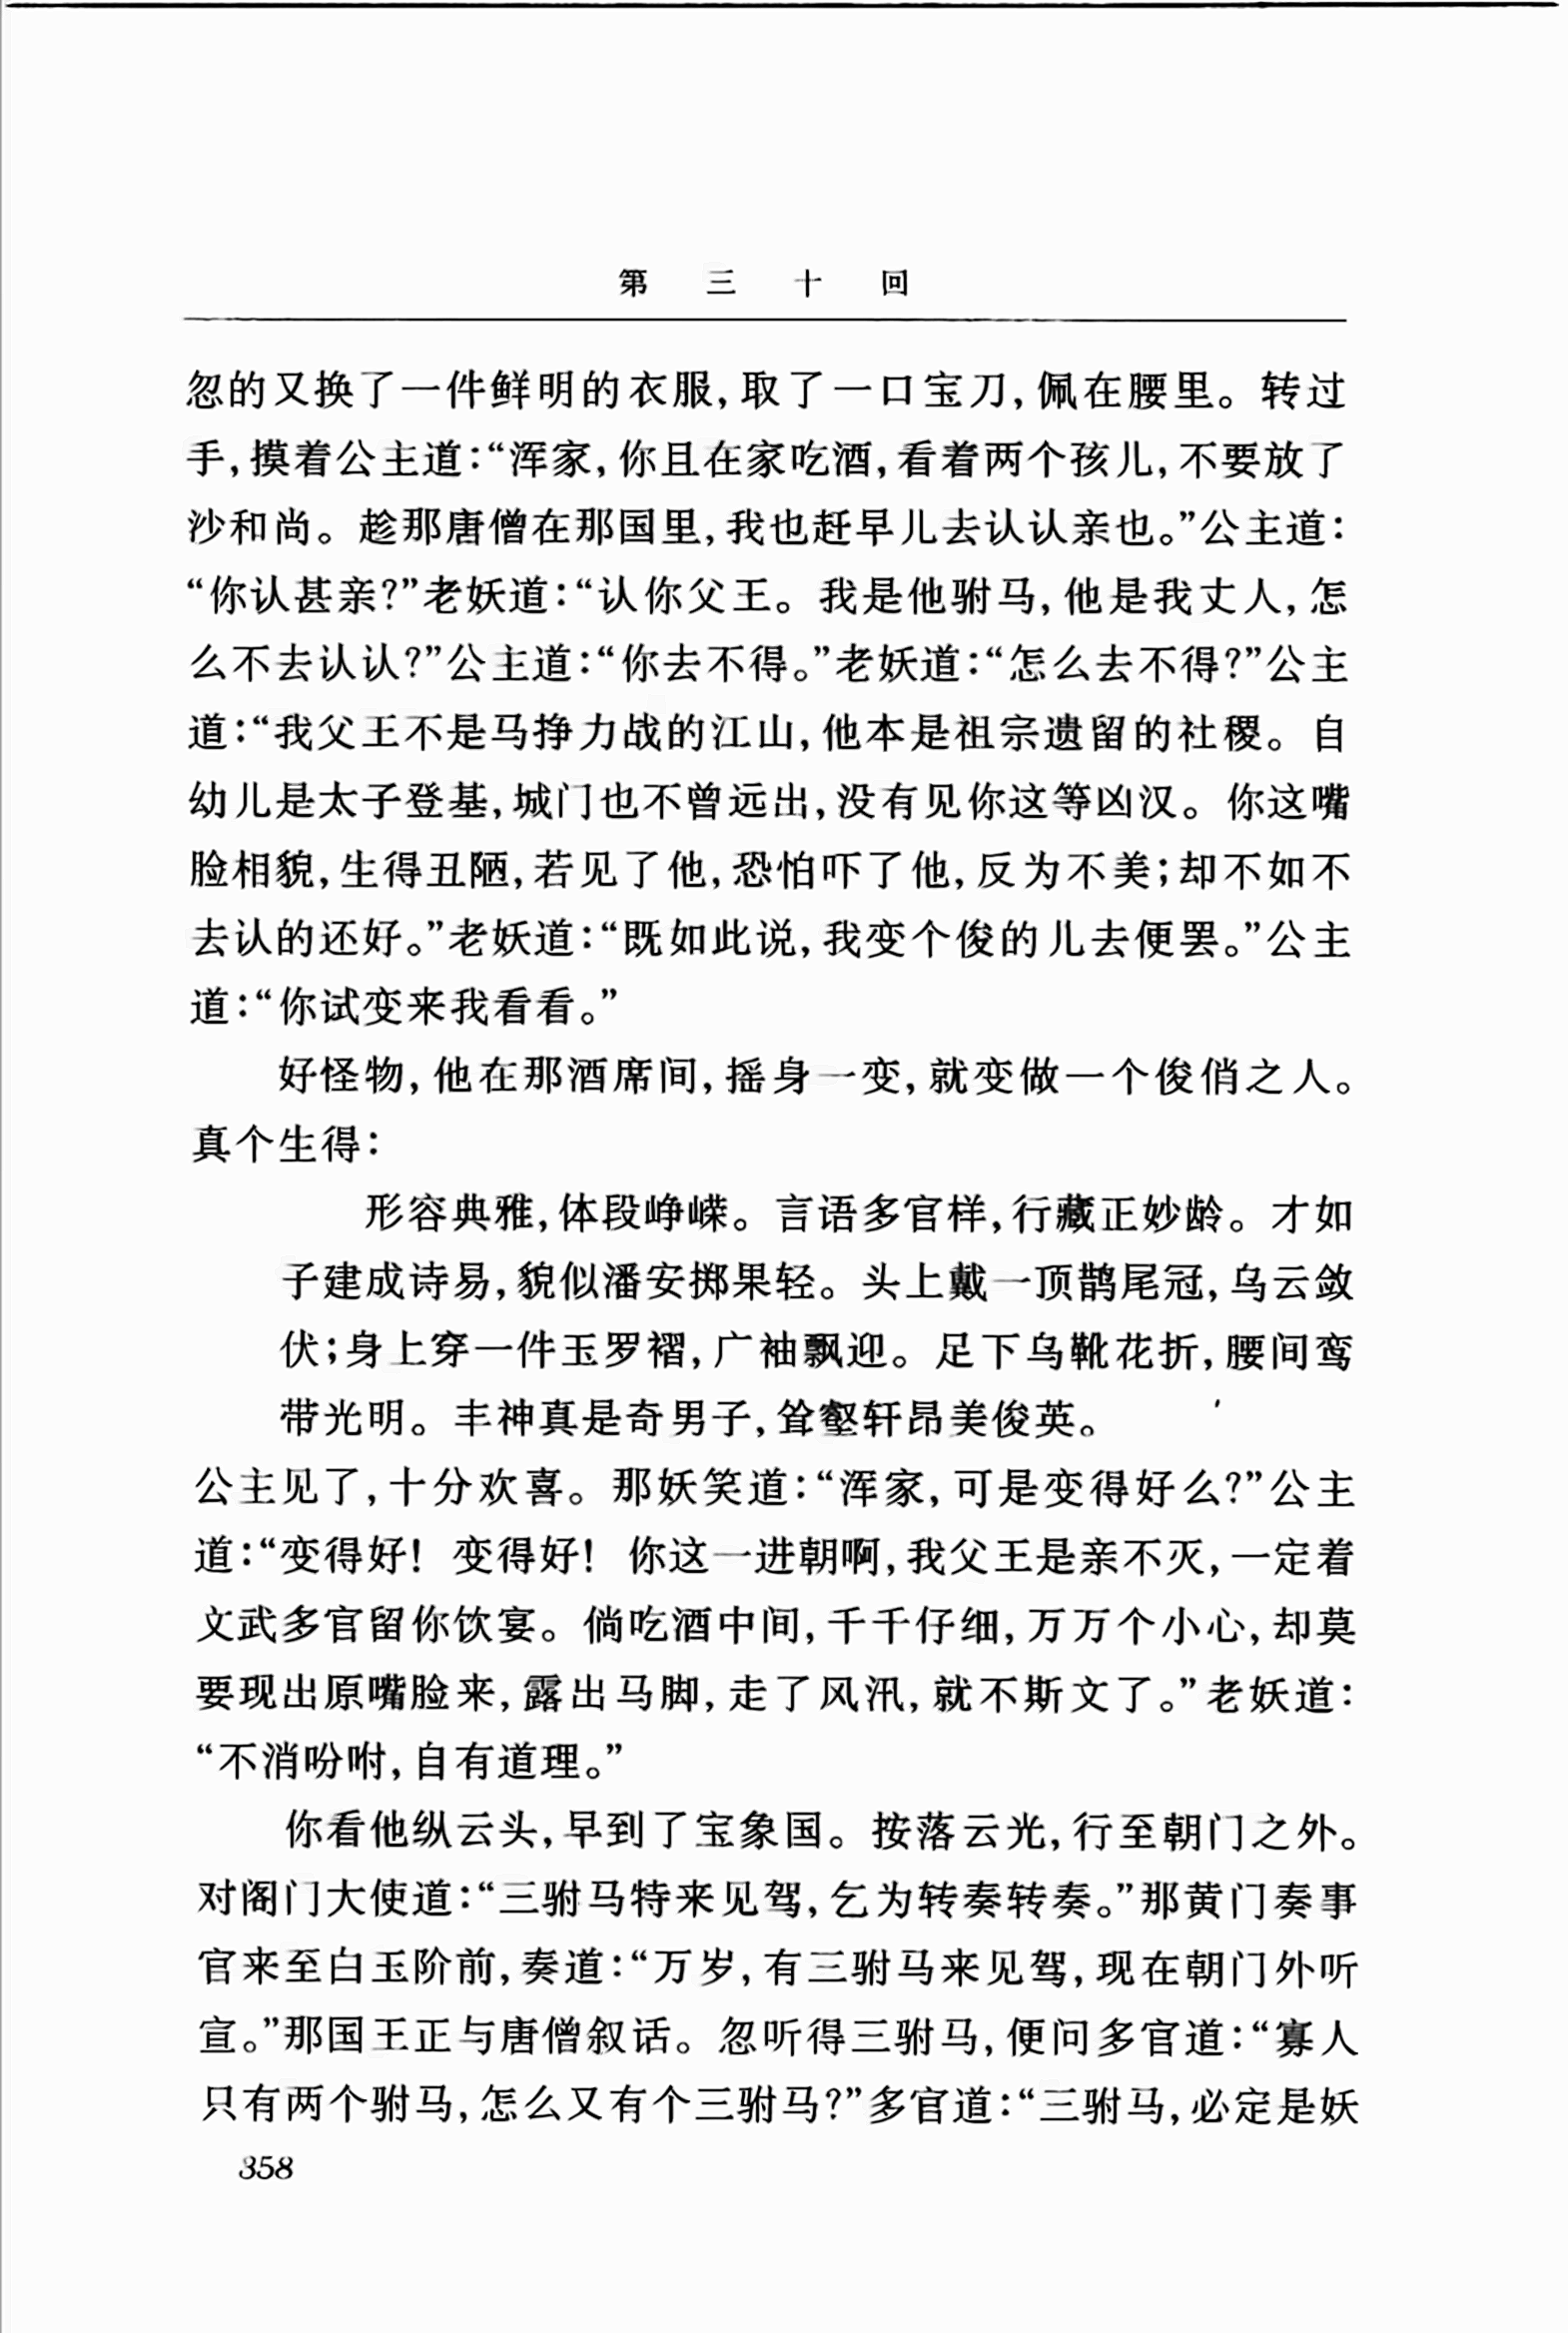 第三十回
忽的又换了一件鲜明的衣服,取了一口宝刀,佩在腰里。转过
手,摸着公主道:“浑家,你且在家吃酒,看着两个孩儿,不要放了
沙和尚。趁那唐僧在那国里,我也赶早儿去认认亲也。”公主道:
“你认甚亲?”老妖道:“认你父王。我是他驸马,他是我丈人,怎
么不去认认?”公主道:“你去不得。”老妖道:“怎么去不得?”公主
道:“我父王不是马挣力战的江山,他本是祖宗遗留的社稷。自
幼儿是太子登基,城门也不曾远出,没有见你这等凶汉。你这嘴
脸相貌,生得丑陋,若见了他,恐怕吓了他,反为不美;却不如不
去认的还好。”老妖道:“既如此说,我变个俊的儿去便罢。”公主
道:“你试变来我看看。”
好怪物,他在那酒席间,摇身一变,就变做一个俊俏之人。
真个生得:
形容典雅,体段峥嵘。言语多官样,行藏正妙龄。才如
子建成诗易,貌似潘安掷果轻。头上戴一顶鹊尾冠,乌云敛
伏;身上穿一件玉罗褶,广袖飘迎。足下乌靴花折,腰间鸾
带光明。丰神真是奇男子,耸壑轩昂美俊英。
公主见了,十分欢喜。那妖笑道:“浑家,可是变得好么?”公主
道:“变得好!变得好!你这一进朝啊,我父王是亲不灭,一定着
文武多官留你饮宴。倘吃酒中间,千千仔细,万万个小心,却莫
要现出原嘴脸来,露出马脚,走了风汛,就不斯文了。”老妖道:
“不消吩咐,自有道理。”
你看他纵云头,早到了宝象国。按落云光,行至朝门之外。
对阁门大使道:“三驸马特来见驾,乞为转奏转奏。”那黄门奏事
官来至白玉阶前,奏道:“万岁,有三驸马来见驾,现在朝门外听
宣。”那国王正与唐僧叙话。忽听得三驸马,便问多官道:“寡人
只有两个驸马,怎么又有个三驸马?”多官道:“三驸马,必定是妖
358